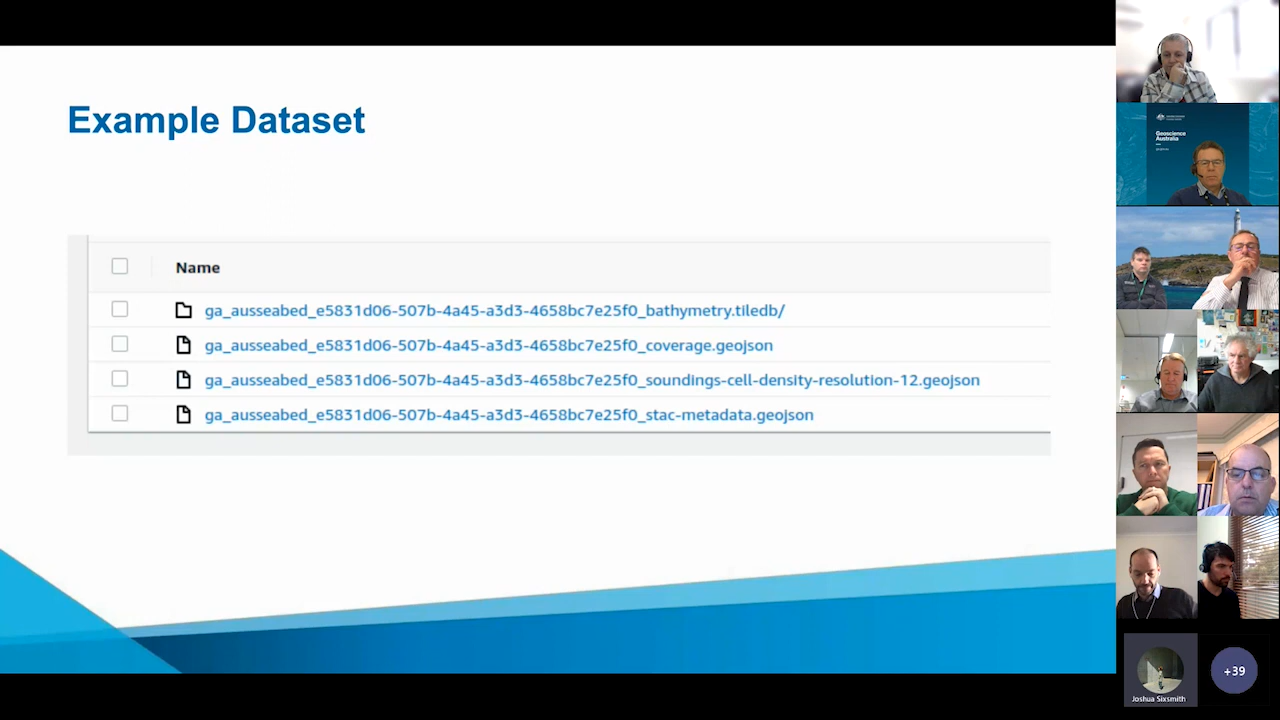 Example Dataset
Name
ga_ausseabed_e5831d06-507b-4a45-a3d3-4658bc7e25f0_bathymetry.tiledb/
ga_ausseabed_e5831d06-507b-4a45-a3d3-4658bc7e25f0_coverage.geojson
ga_ausseabed_e5831d06-507b-4a45-a3d3-4658bc7e25f0_soundings-cell-density-resolution-12.geojson
ga_ausseabed_e5831d06-507b-4a45-a3d3-4658bc7e25f0_stac-metadata.geojson
Geoscience
Australia
Joshua Sixsmith
+39